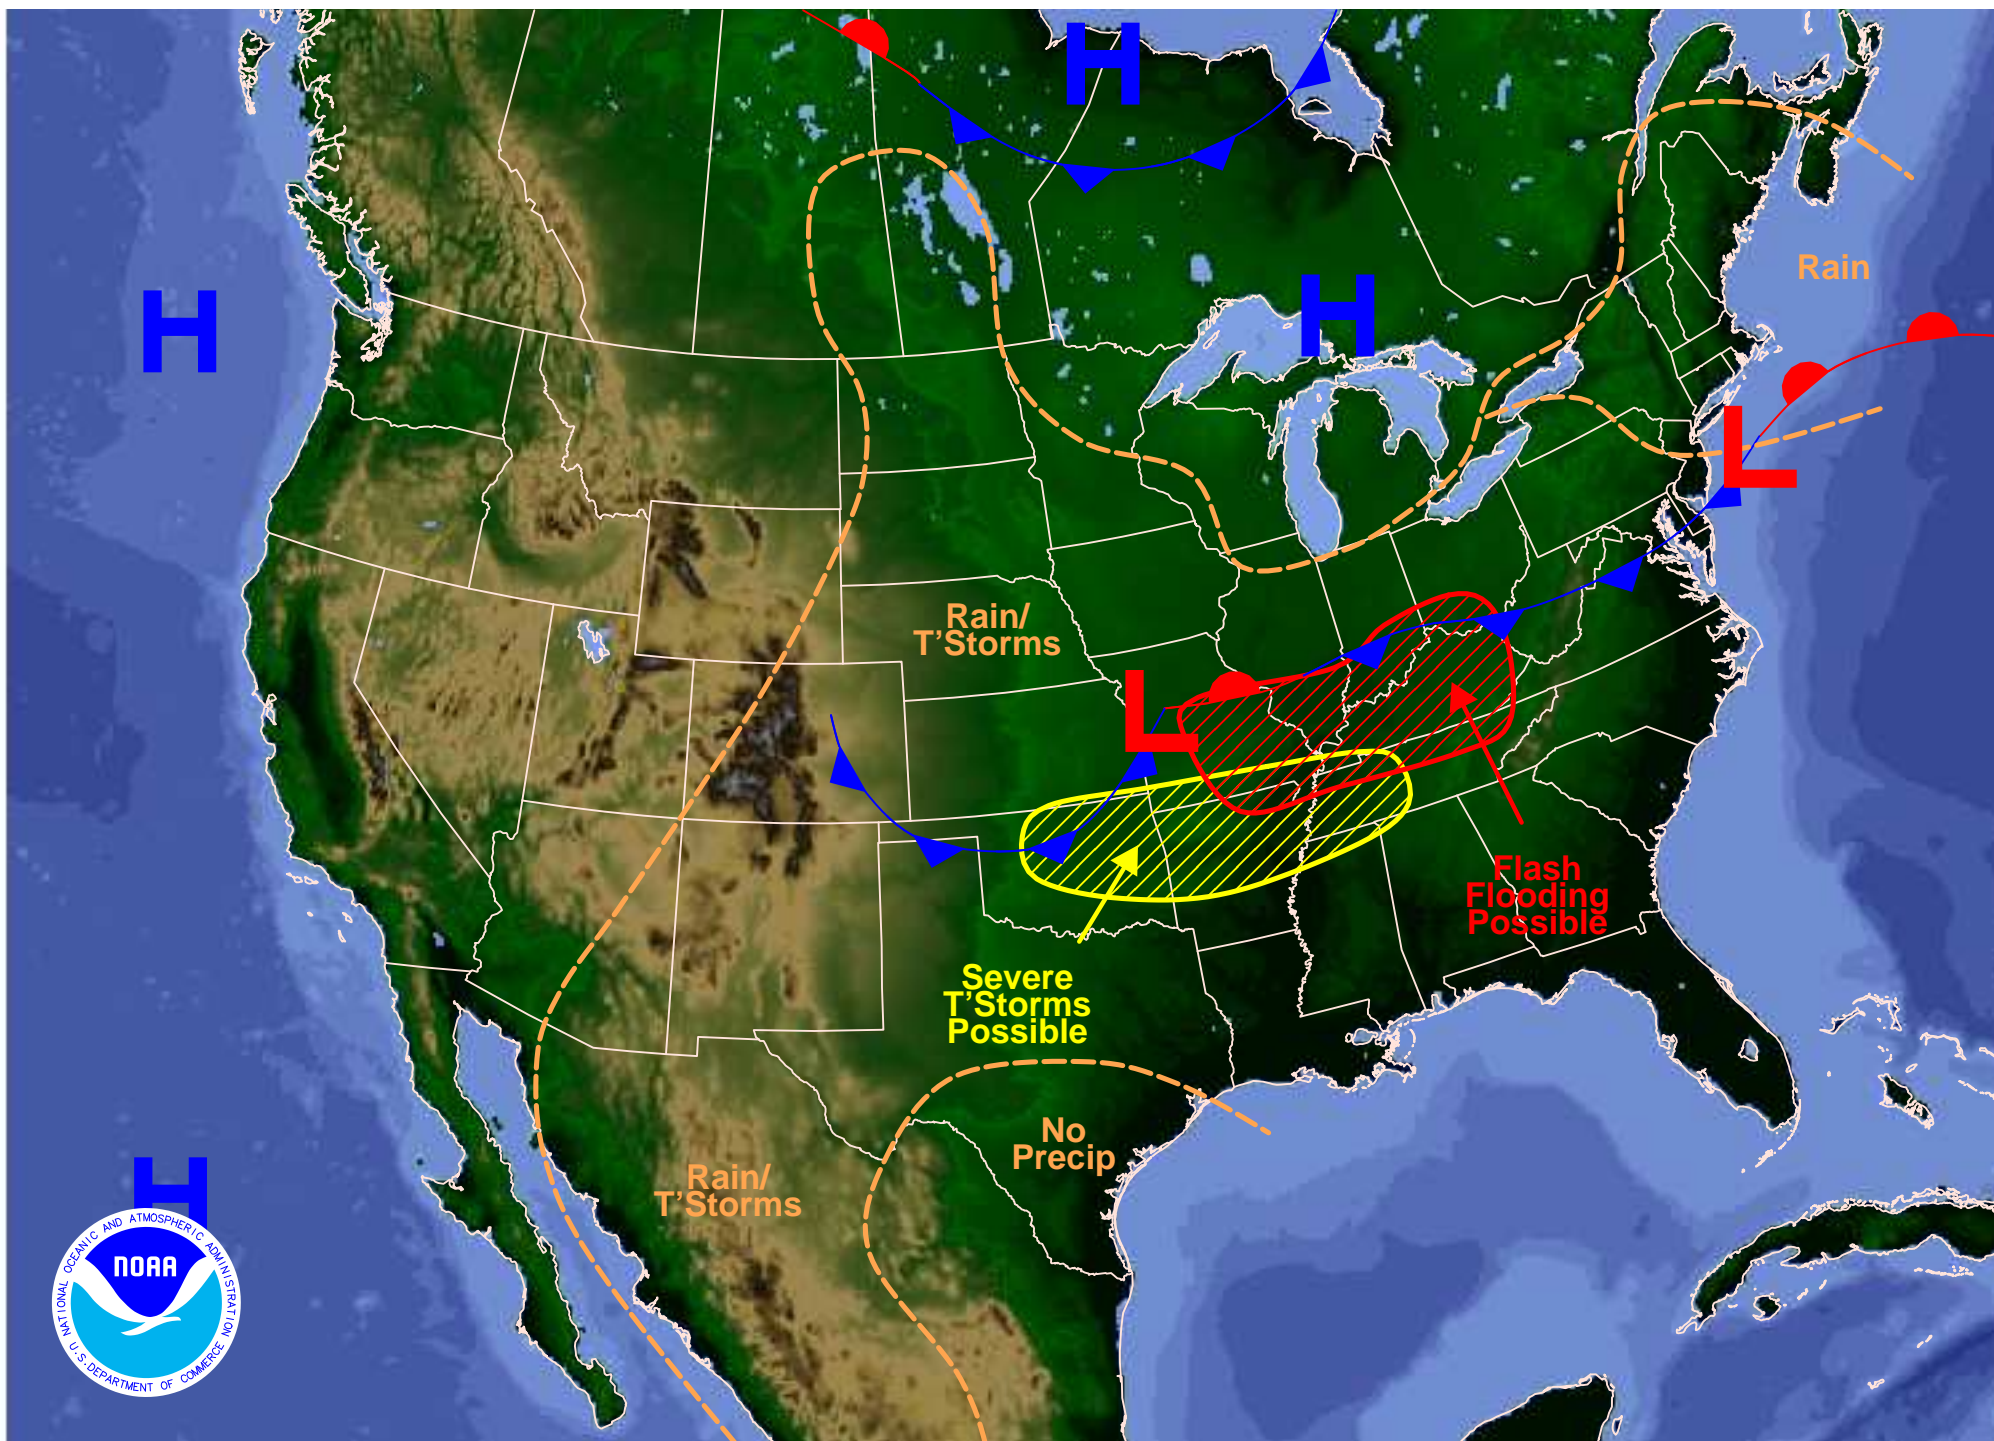 H
H
Rain
H
H
L
Rain/
T'Storms
L
Flash
Flooding
Possible
Severe
T'Storms
Possible
No
Precip
Rain/
T'Storms
H
NATIONAL OCEANIC AND ATMOSPHERIC ADMINISTRATION
NOAA
U.S. DEPARTMENT OF COMMERCE